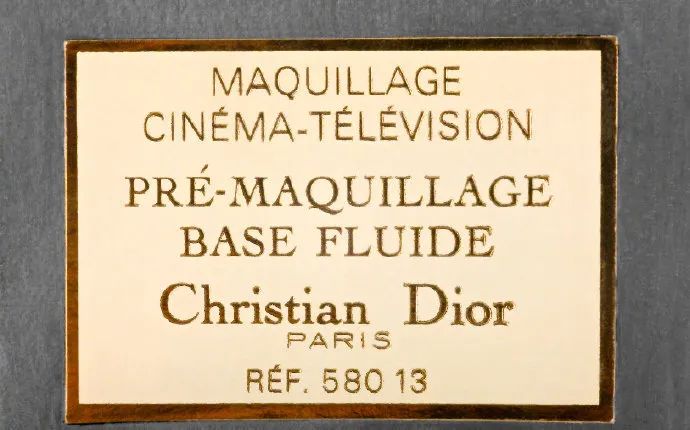 MAQUILLAGE
CINÉMA-TÉLÉVISION
PRÉ-MAQUILLAGE
BASE FLUIDE
Christian Dior
PARIS
RÉF. 580 13